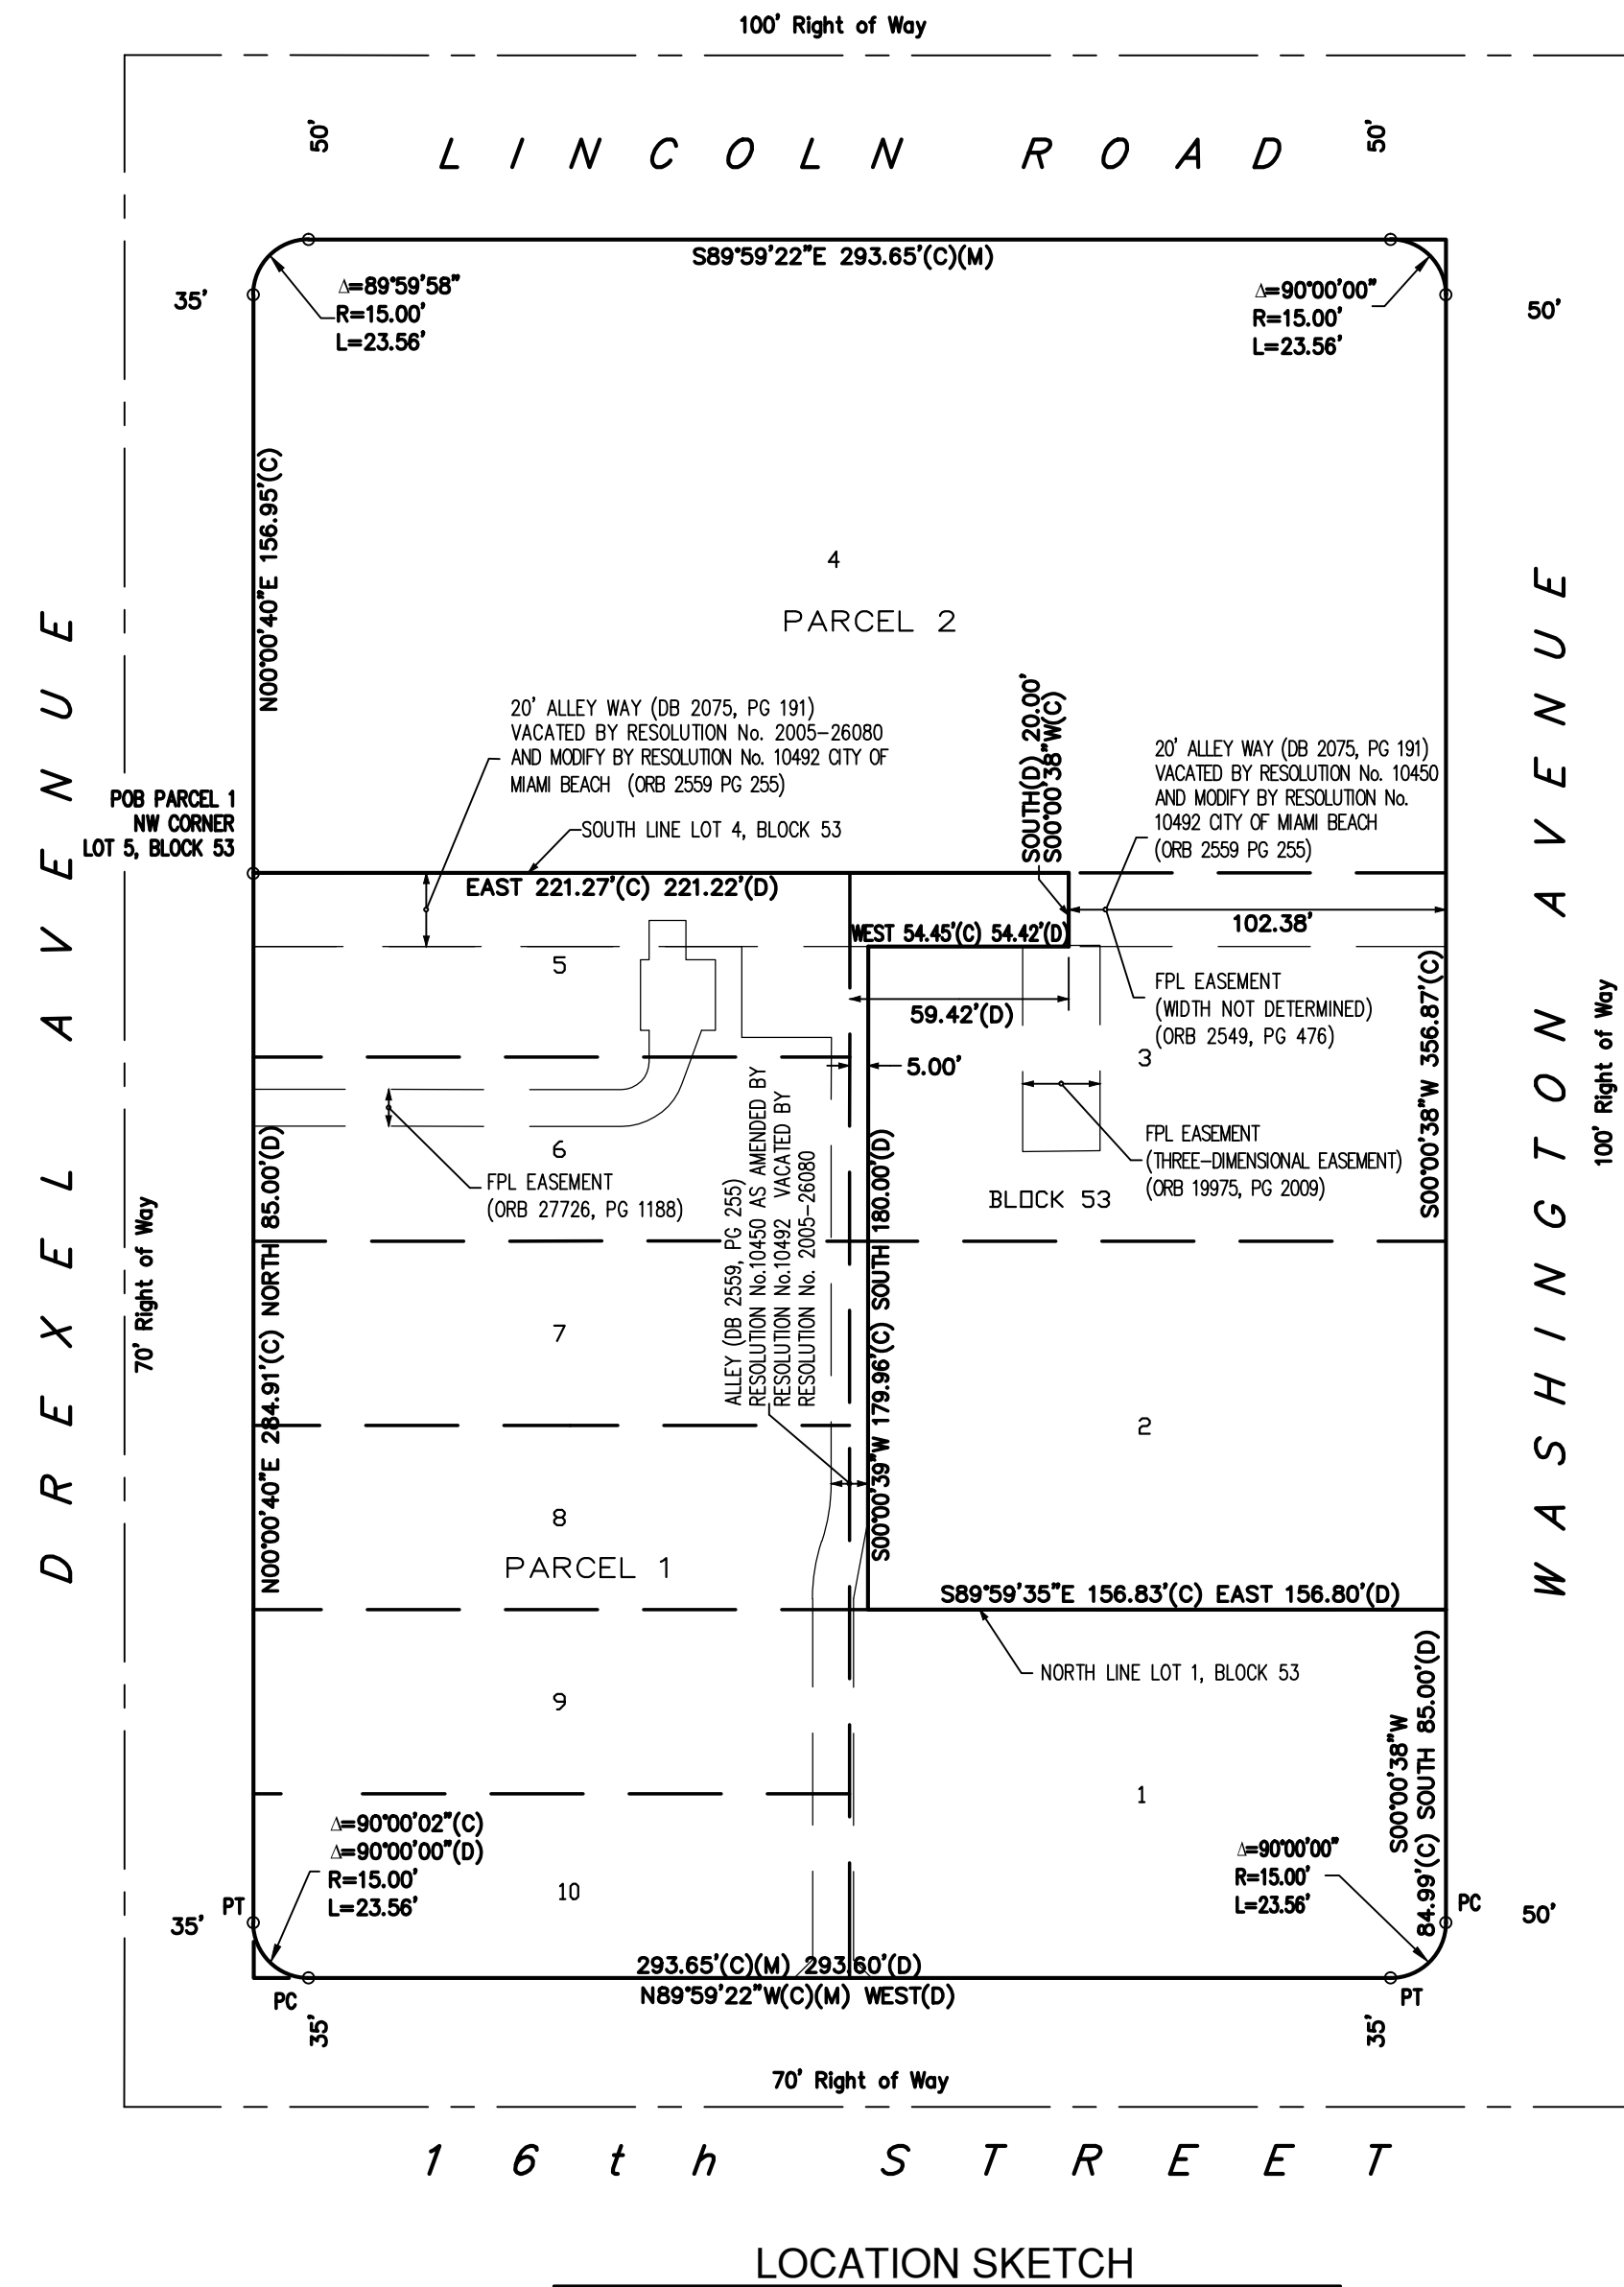 100' Right of Way
50'
LINCOLN ROAD
50'
S89°59'22"E 293.65'(C)(M)
35'
Δ=89°59'58"
R=15.00'
L=23.56'
Δ=90°00'00"
R=15.00'
L=23.56'
50'
N00°00'40"E 156.95'(C)
4
PARCEL 2
20' ALLEY WAY (DB 2075, PG 191)
VACATED BY RESOLUTION No. 2005-26080
AND MODIFY BY RESOLUTION No. 10492 CITY OF
MIAMI BEACH (ORB 2559 PG 255)
SOUTH(D) 20.00'
S00°00'38"W(C)
20' ALLEY WAY (DB 2075, PG 191)
VACATED BY RESOLUTION No. 10450
AND MODIFY BY RESOLUTION No.
10492 CITY OF MIAMI BEACH
(ORB 2559 PG 255)
POB PARCEL 1
NW CORNER
LOT 5, BLOCK 53
SOUTH LINE LOT 4, BLOCK 53
EAST 221.27'(C) 221.22'(D)
102.38'
WEST 54.45'(C) 54.42'(D)
5
59.42'(D)
FPL EASEMENT
(WIDTH NOT DETERMINED)
(ORB 2549, PG 476)
3
5.00'
S00°00'38"W 356.87'(C)
100' Right of Way
DREXEL AVENUE
WASHINGTON AVENUE
70' Right of Way
6
FPL EASEMENT
(ORB 27726, PG 1188)
FPL EASEMENT
(THREE-DIMENSIONAL EASEMENT)
(ORB 19975, PG 2009)
BLOCK 53
N00°00'40"E 284.91'(C) NORTH 85.00'(D)
ALLEY (DB 2559, PG 255)
RESOLUTION No.10450 AS AMENDED BY
RESOLUTION No.10492 VACATED BY
RESOLUTION No. 2005-26080
S00°00'39"W 179.96'(C) SOUTH 180.00'(D)
7
2
8
PARCEL 1
S89°59'35"E 156.83'(C) EAST 156.80'(D)
NORTH LINE LOT 1, BLOCK 53
9
1
S00°00'38"W
84.99'(C) SOUTH 85.00'(D)
Δ=90°00'02"(C)
Δ=90°00'00"(D)
R=15.00'
L=23.56'
10
Δ=90°00'00"
R=15.00'
L=23.56'
PT
35'
PC
50'
293.65'(C)(M) 293.60'(D)
N89°59'22"W(C)(M) WEST(D)
PC
35'
PT
35'
70' Right of Way
16th STREET
LOCATION SKETCH